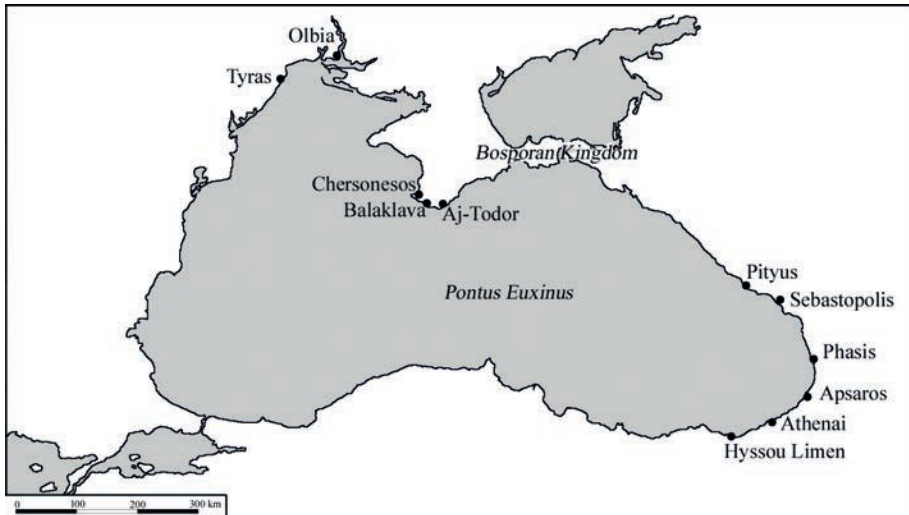 Olbia
Tyras
Bosporan Kingdom
Chersonesos
Balaklava
Aj-Todor
Pityus
Pontus Euxinus
Sebastopolis
Phasis
Apsaros
Athenai
Hyssou Limen
0 100 200 300 km